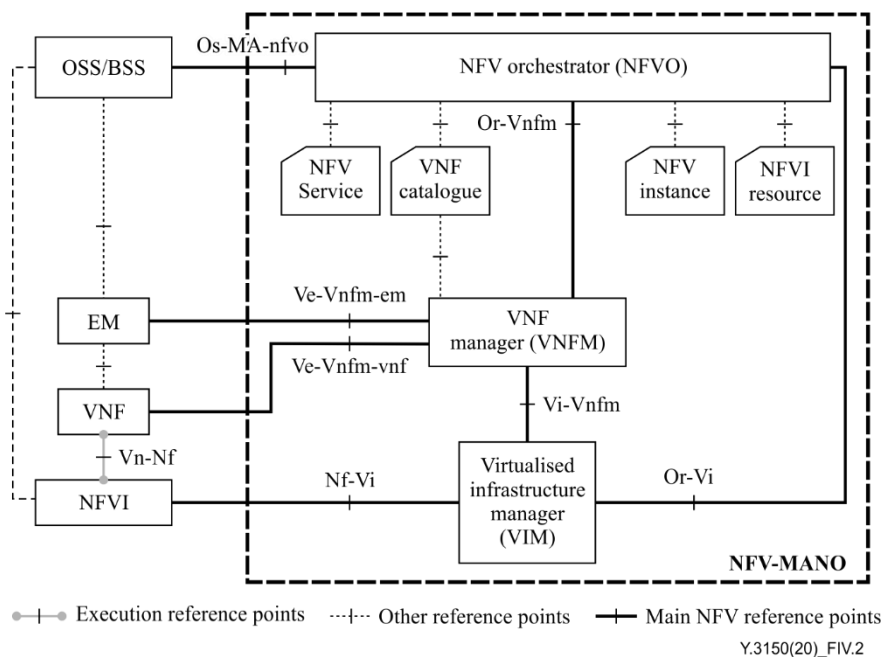 Os-MA-nfvo
OSS/BSS
NFV orchestrator (NFVO)
Or-Vnfm
NFV
Service
VNF
catalogue
NFV
instance
NFVI
resource
Ve-Vnfm-em
EM
VNF
manager (VNFM)
Ve-Vnfm-vnf
VNF
Vi-Vnfm
Vn-Nf
Virtualised
infrastructure
manager
(VIM)
Nf-Vi
Or-Vi
NFVI
NFV-MANO
Execution reference points
Other reference points
Main NFV reference points
Y.3150(20)_FIV.2